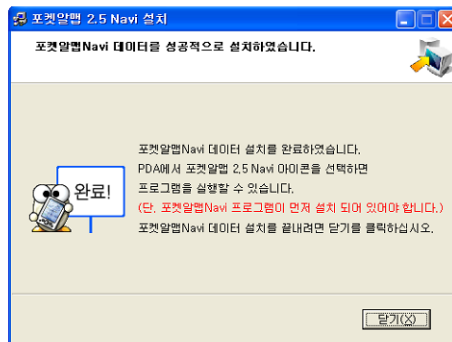 포켓알맵 2.5 Navi 설치
포켓알맵Navi 데이터를 성공적으로 설치하였습니다.
포켓알맵Navi 데이터 설치를 완료하였습니다.
PDA에서 포켓알맵 2.5 Navi 아이콘을 선택하면
완료!
프로그램을 실행할 수 있습니다.
(단, 포켓알맵Navi 프로그램이 먼저 설치 되어 있어야 합니다.)
포켓알맵Navi 데이터 설치를 끝내려면 닫기를 클릭하십시오.
닫기(X)